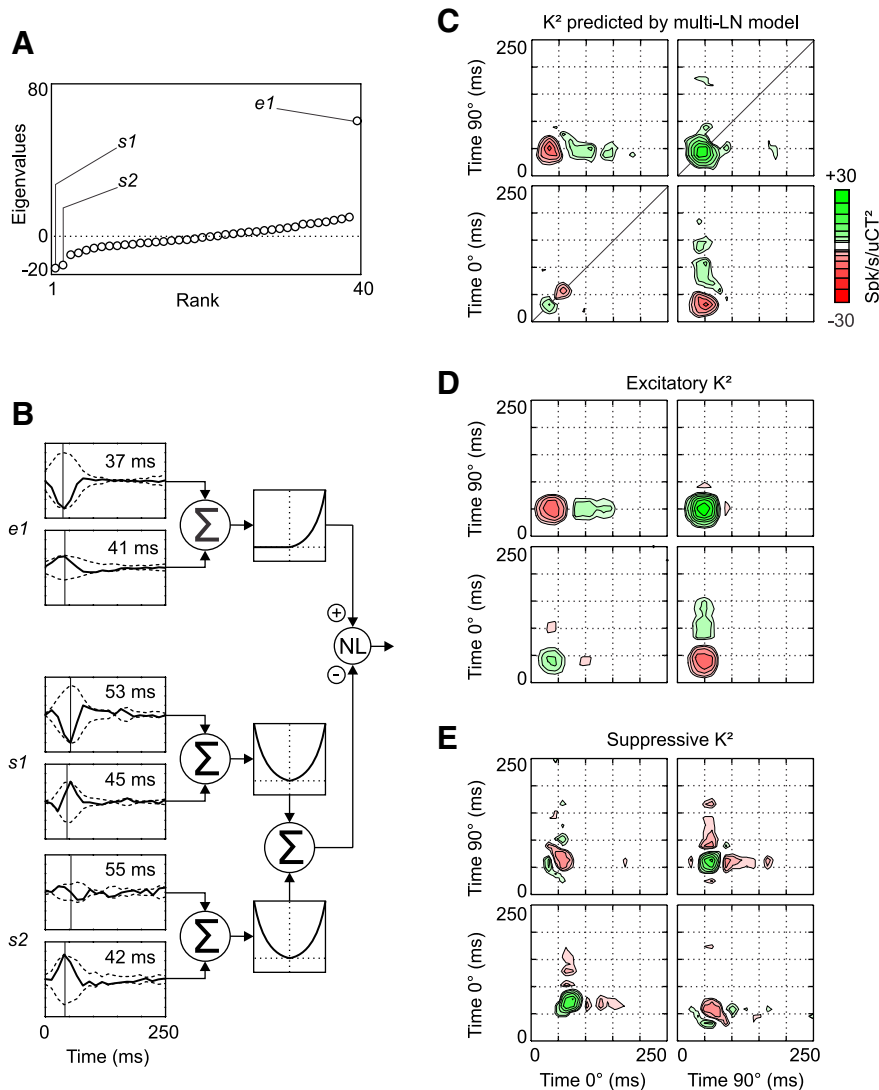 A
80
Eigenvalues
0
-20
s1
s2
e1
1
Rank
40
B
e1
37 ms
41 ms
Σ
+
NL
-
s1
53 ms
45 ms
Σ
Σ
s2
55 ms
42 ms
Σ
0
250
Time (ms)
C
K² predicted by multi-LN model
250
Time 90° (ms)
0
250
Time 0° (ms)
0
+30
-30
Spk/s/uCT²
D
Excitatory K²
250
Time 90° (ms)
0
250
Time 0° (ms)
0
E
Suppressive K²
250
Time 90° (ms)
0
250
Time 0° (ms)
0
0 250 0 250
Time 0° (ms) Time 90° (ms)